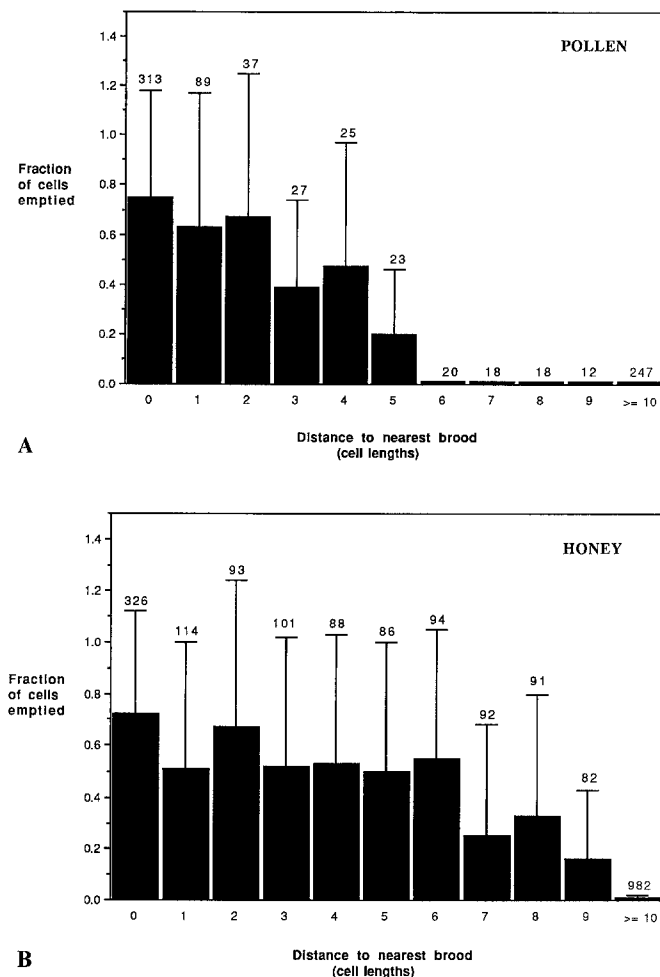 POLLEN
1.4
1.2
1.0
0.8
0.6
0.4
0.2
0.0
Fraction
of cells
emptied
313
89
37
27
25
23
20 18 18 12 247
0 1 2 3 4 5 6 7 8 9 >= 10
Distance to nearest brood
(cell lengths)
A
HONEY
1.4
1.2
1.0
0.8
0.6
0.4
0.2
0.0
Fraction
of cells
emptied
326
114
93
101
88
86
94
92
91
82
982
0 1 2 3 4 5 6 7 8 9 >= 10
Distance to nearest brood
(cell lengths)
B